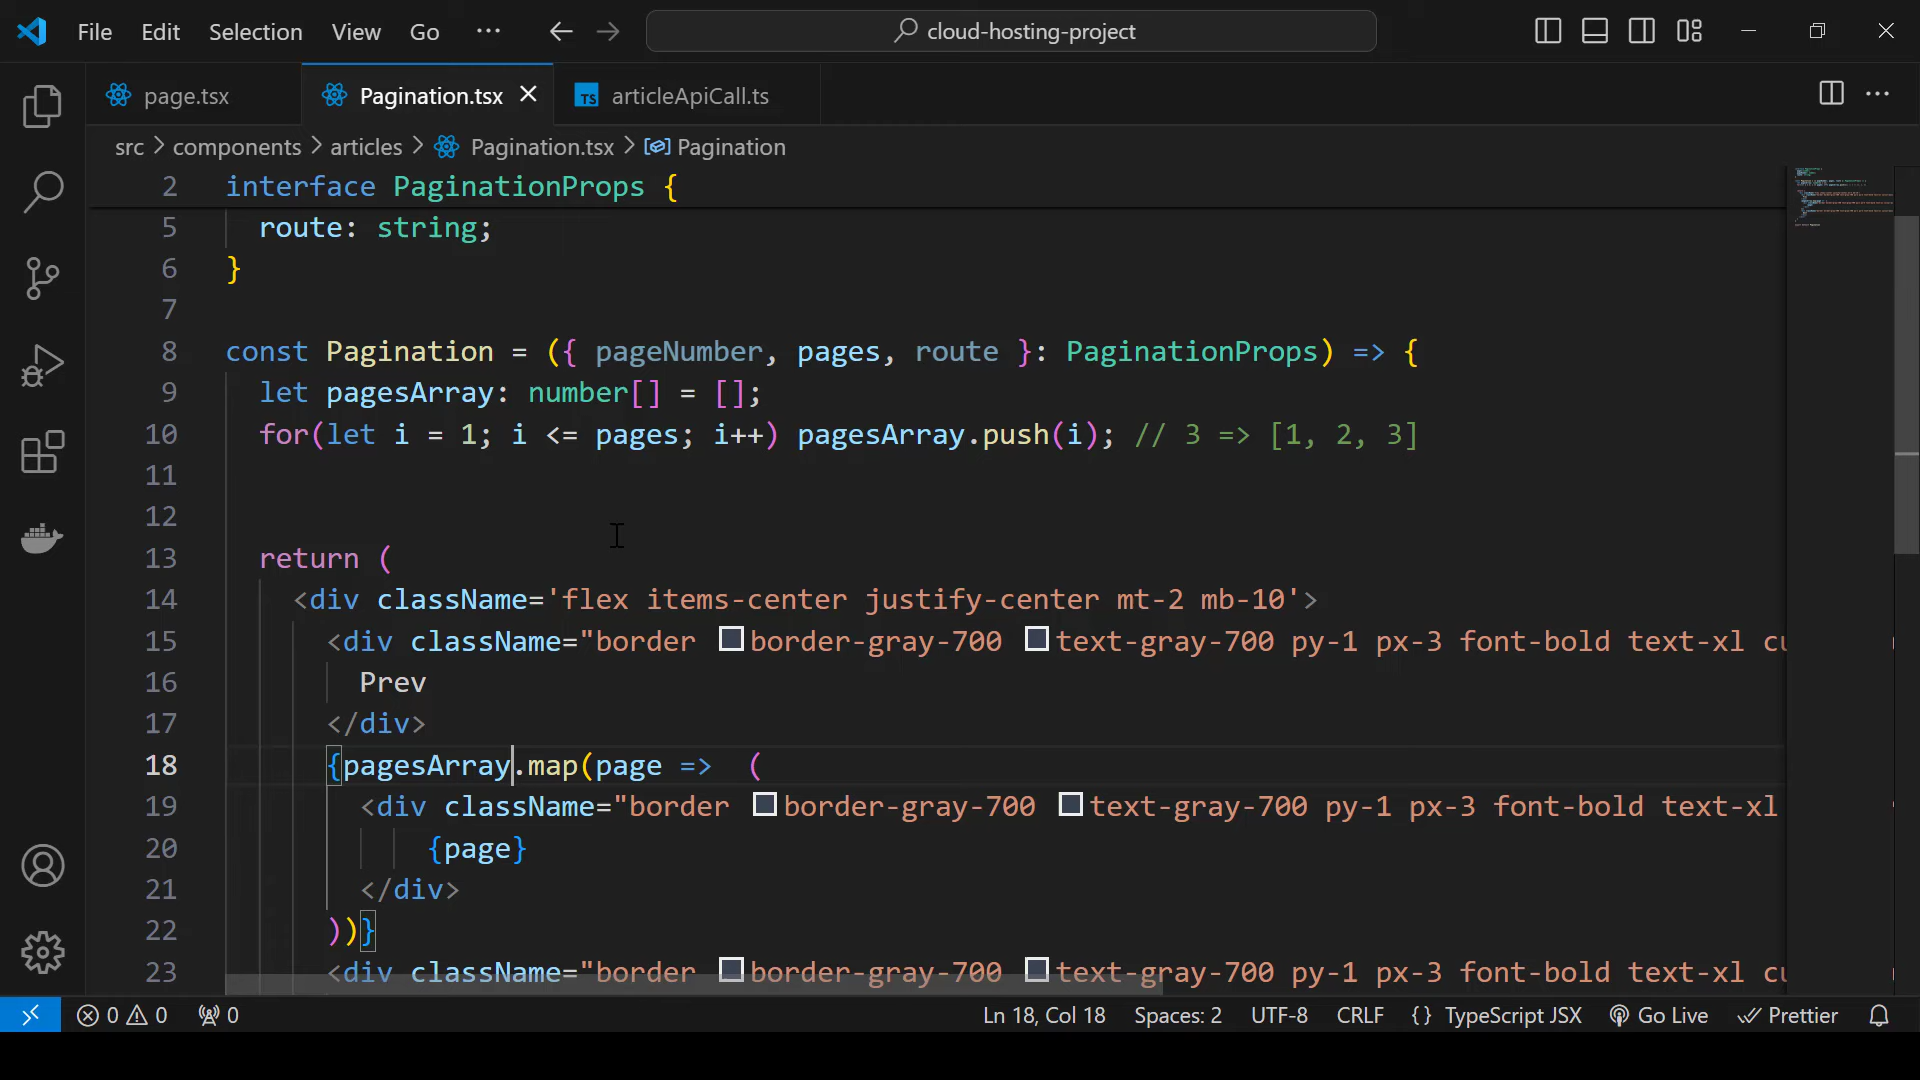 File Edit Selection View Go ··· cloud-hosting-project
page.tsx Pagination.tsx TS articleApiCall.ts
src > components > articles > Pagination.tsx > Pagination
2 interface PaginationProps {
5 route: string;
6 }
7
8 const Pagination = ({ pageNumber, pages, route }: PaginationProps) => {
9 let pagesArray: number[] = [];
10 for(let i = 1; i <= pages; i++) pagesArray.push(i); // 3 => [1, 2, 3]
11
12
13 return (
14 <div className='flex items-center justify-center mt-2 mb-10'>
15 <div className="border border-gray-700 text-gray-700 py-1 px-3 font-bold text-xl cu
16 Prev
17 </div>
18 {pagesArray.map(page => (
19 <div className="border border-gray-700 text-gray-700 py-1 px-3 font-bold text-xl
20 {page}
21 </div>
22 ))}
23 <div className="border border-gray-700 text-gray-700 py-1 px-3 font-bold text-xl cu
0 0 0 Ln 18, Col 18 Spaces: 2 UTF-8 CRLF {} TypeScript JSX Go Live Prettier